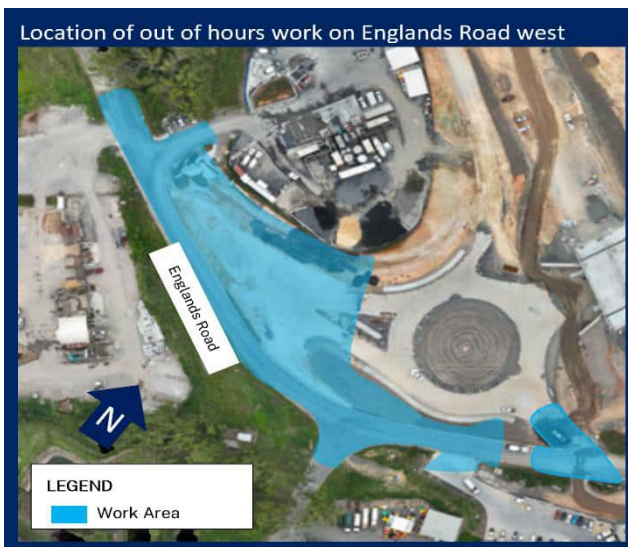 Location of out of hours work on Englands Road west
Englands Road
N
LEGEND
Work Area